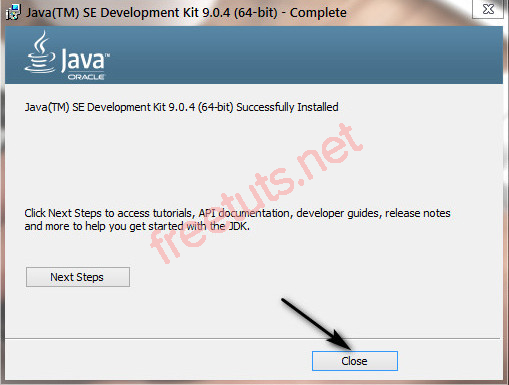 Java(TM) SE Development Kit 9.0.4 (64-bit) - Complete
Java™
ORACLE
Java(TM) SE Development Kit 9.0.4 (64-bit) Successfully Installed
freetuts.net
Click Next Steps to access tutorials, API documentation, developer guides, release notes
and more to help you get started with the JDK.
Next Steps
Close